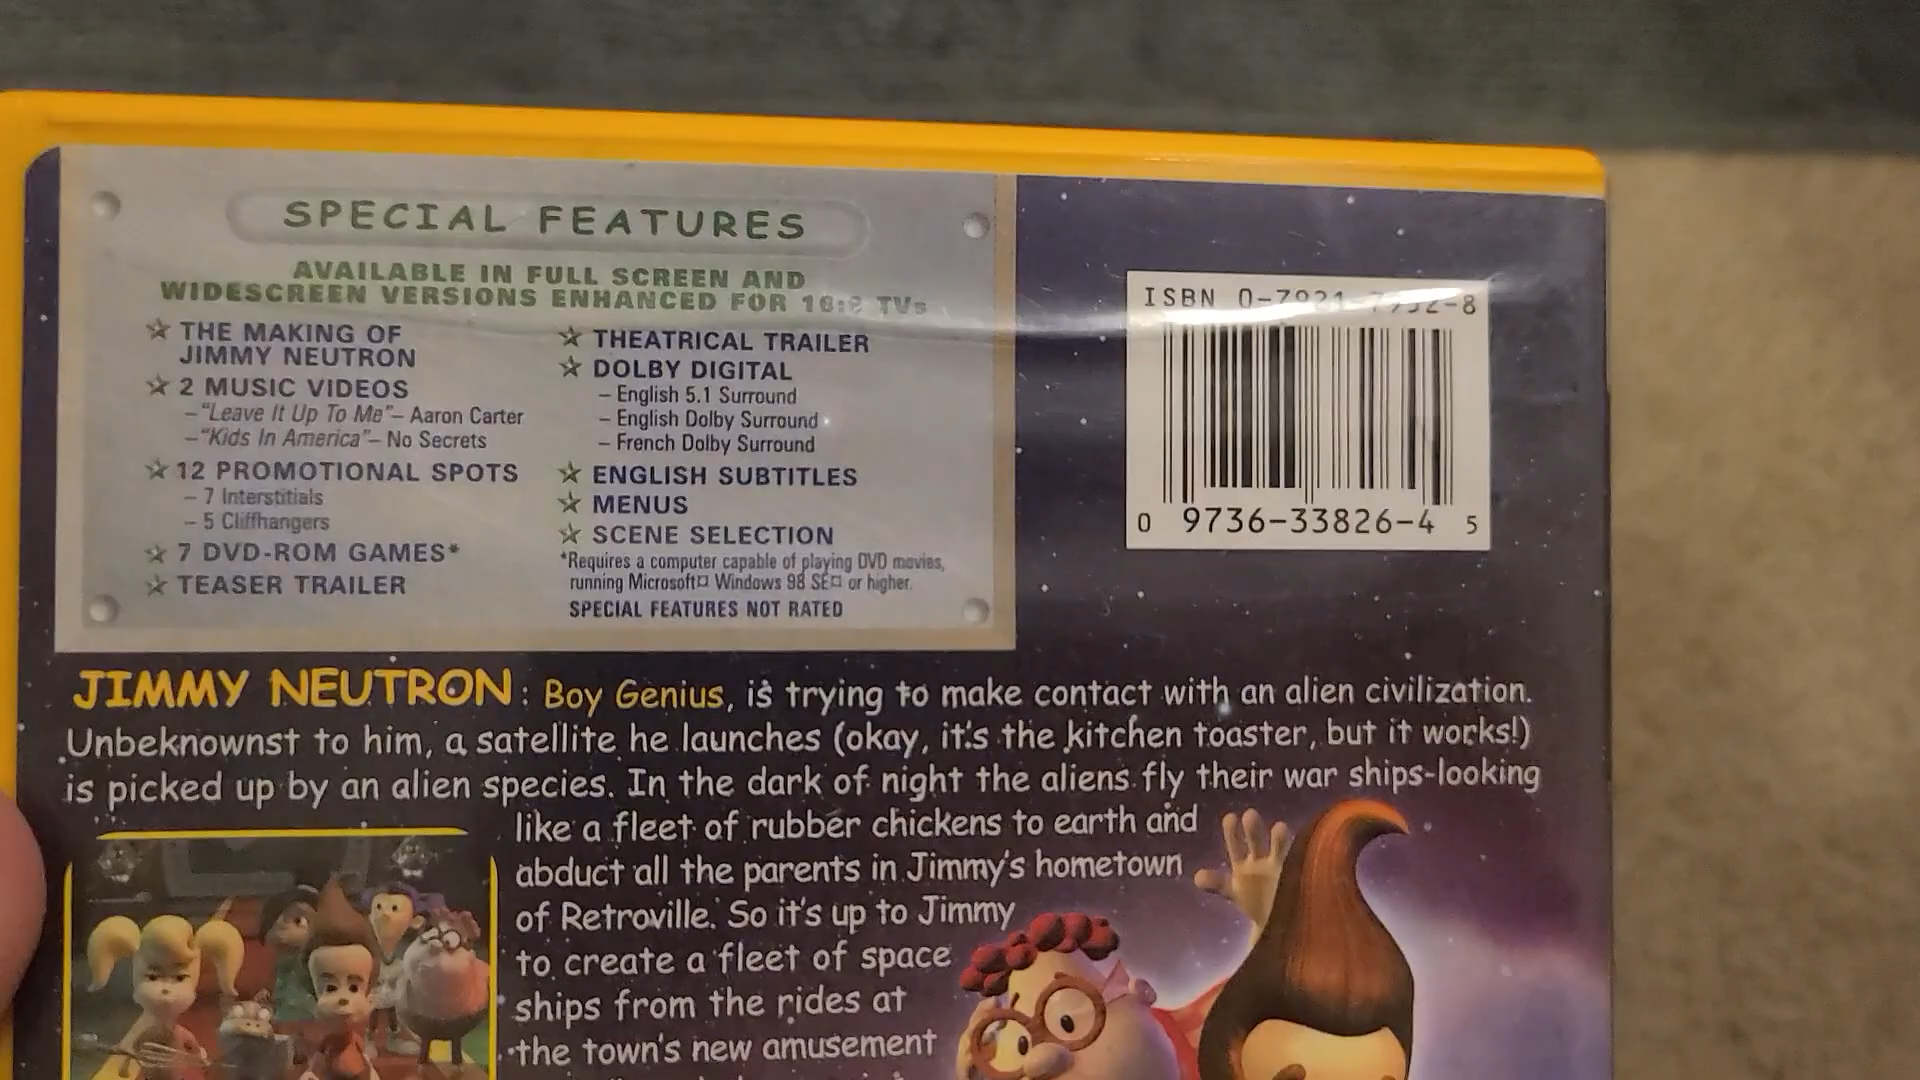 SPECIAL FEATURES
AVAILABLE IN FULL SCREEN AND
WIDESCREEN VERSIONS ENHANCED FOR 16:9 TVs
THE MAKING OF
JIMMY NEUTRON
2 MUSIC VIDEOS
–"Leave It Up To Me"– Aaron Carter
–"Kids In America"– No Secrets
12 PROMOTIONAL SPOTS
– 7 Interstitials
– 5 Cliffhangers
7 DVD-ROM GAMES*
TEASER TRAILER
THEATRICAL TRAILER
DOLBY DIGITAL
– English 5.1 Surround
– English Dolby Surround
– French Dolby Surround
ENGLISH SUBTITLES
MENUS
SCENE SELECTION
*Requires a computer capable of playing DVD movies,
running Microsoft¤ Windows 98 SE¤ or higher.
SPECIAL FEATURES NOT RATED
ISBN
0 9736-33826-4 5
JIMMY NEUTRON: Boy Genius, is trying to make contact with an alien civilization.
Unbeknownst to him, a satellite he launches (okay, it's the kitchen toaster, but it works!)
is picked up by an alien species. In the dark of night the aliens fly their war ships-looking
like a fleet of rubber chickens to earth and
abduct all the parents in Jimmy's hometown
of Retroville. So it's up to Jimmy
to create a fleet of space
ships from the rides at
the town's new amusement